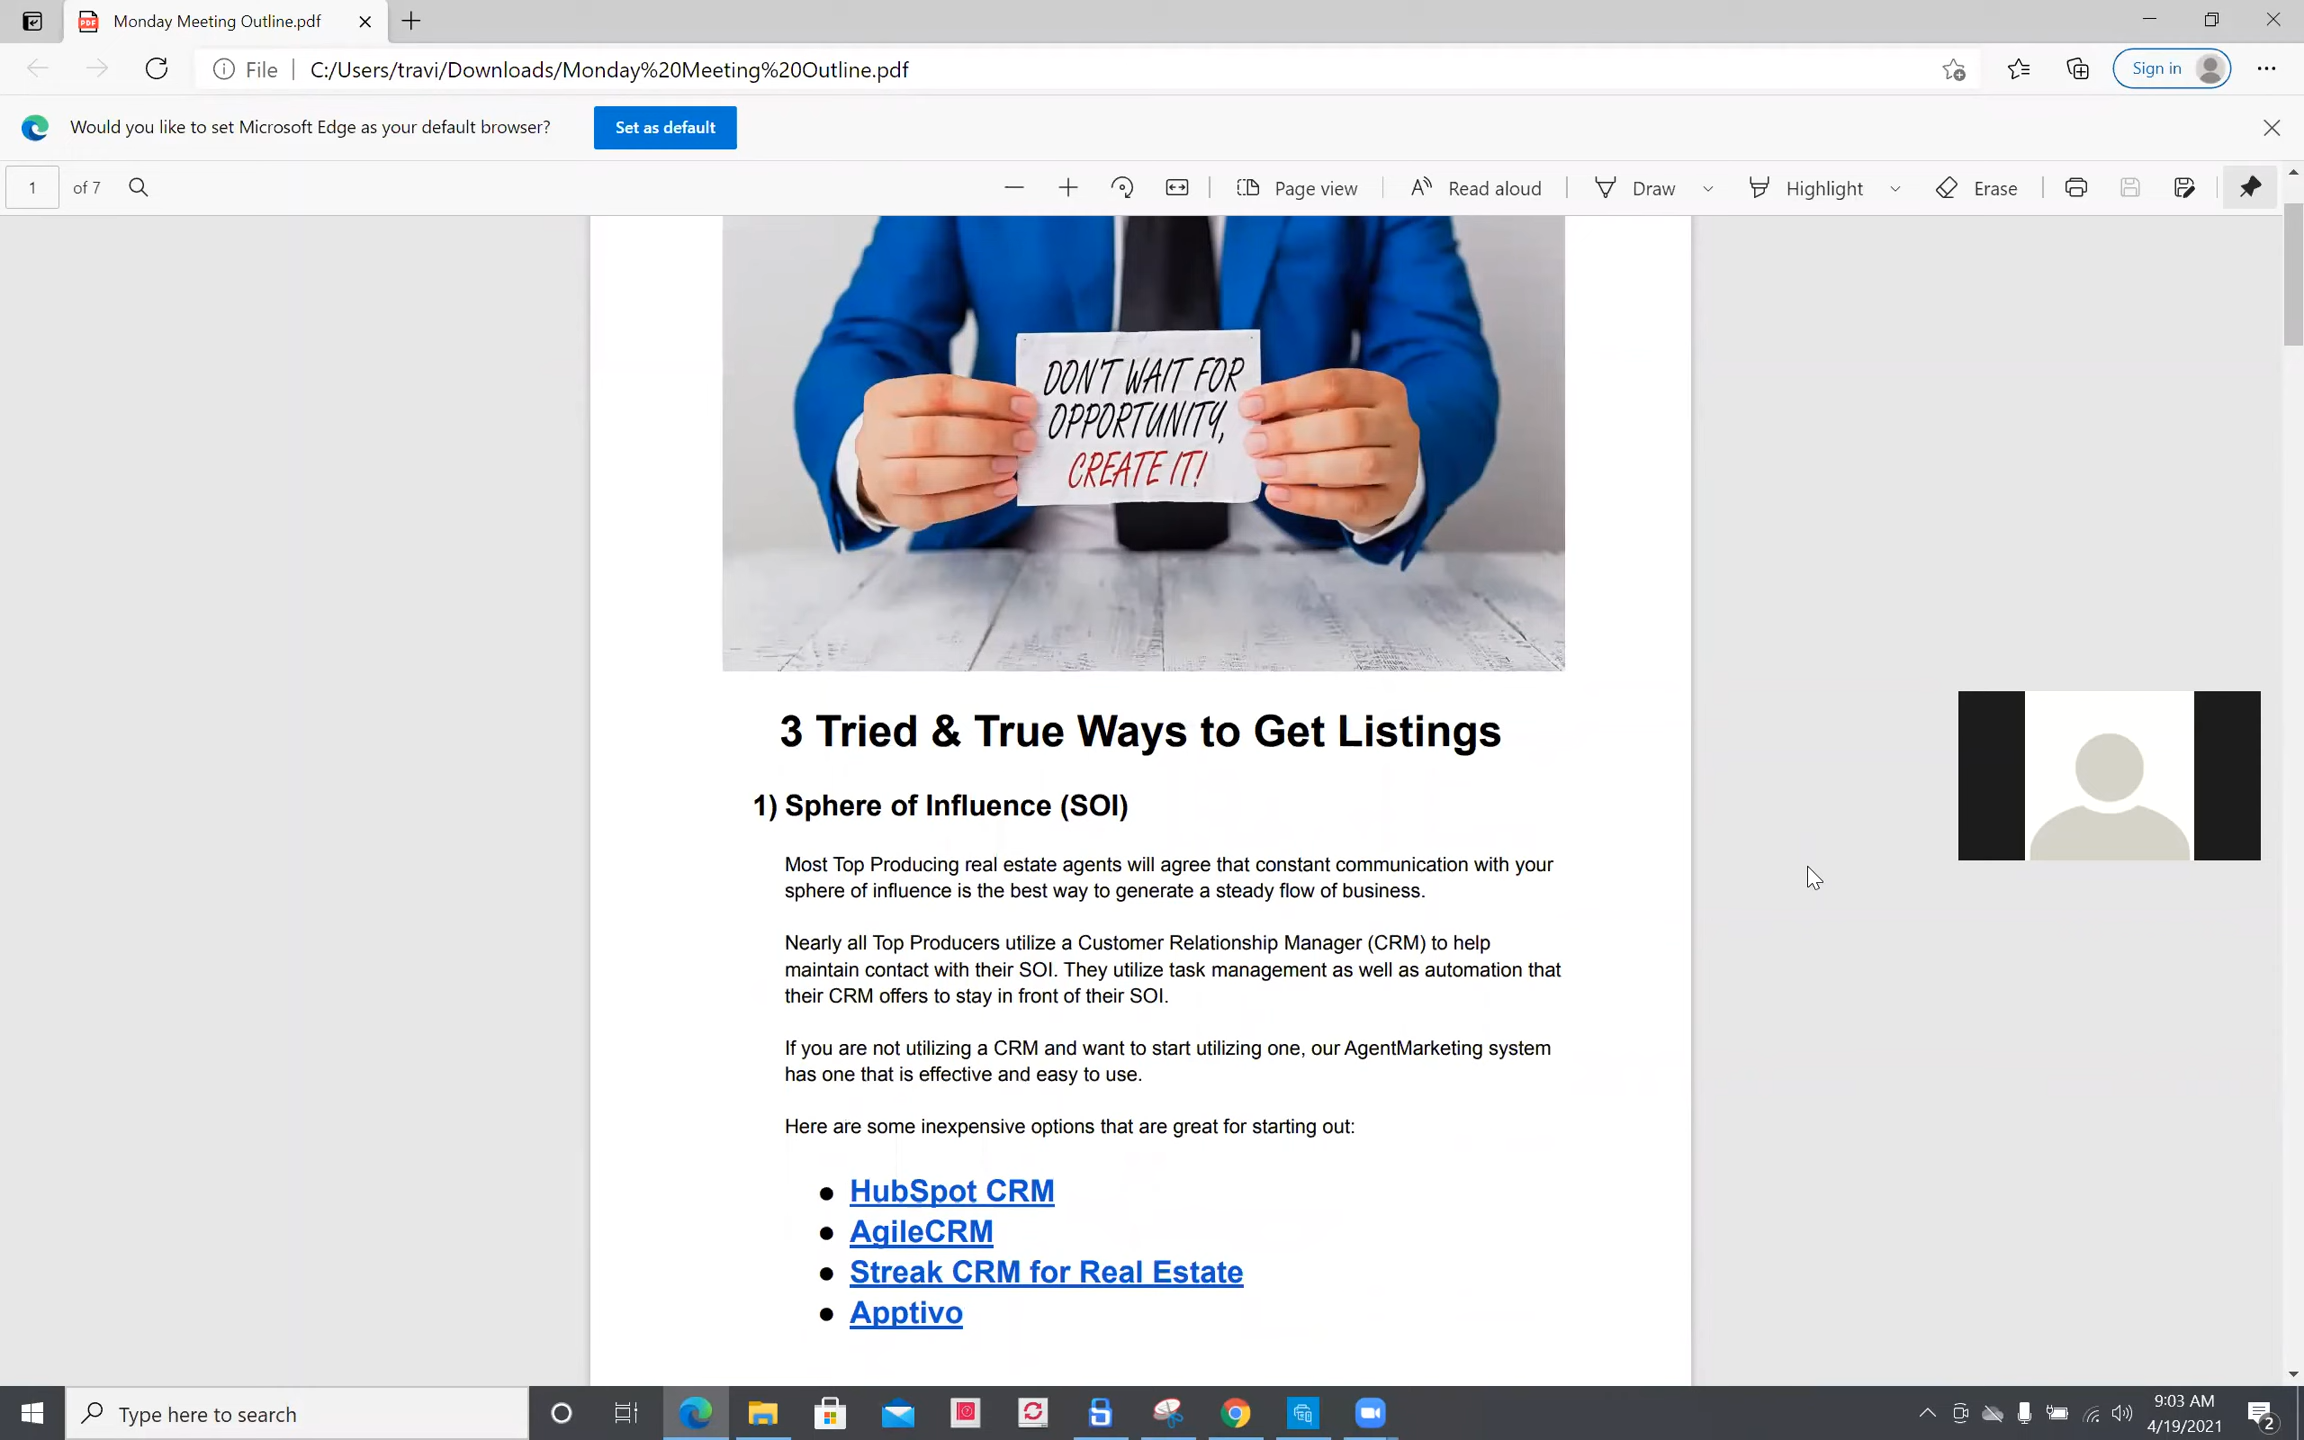 Monday Meeting Outline.pdf
File
C:/Users/travi/Downloads/Monday%20Meeting%20Outline.pdf
Sign in
Would you like to set Microsoft Edge as your default browser?
Set as default
1 of 7
Page view
Read aloud
Draw
Highlight
Erase
DON'T WAIT FOR
OPPORTUNITY,
CREATE IT!
3 Tried & True Ways to Get Listings
1) Sphere of Influence (SOI)
Most Top Producing real estate agents will agree that constant communication with your
sphere of influence is the best way to generate a steady flow of business.
Nearly all Top Producers utilize a Customer Relationship Manager (CRM) to help
maintain contact with their SOI. They utilize task management as well as automation that
their CRM offers to stay in front of their SOI.
If you are not utilizing a CRM and want to start utilizing one, our AgentMarketing system
has one that is effective and easy to use.
Here are some inexpensive options that are great for starting out:
● HubSpot CRM
● AgileCRM
● Streak CRM for Real Estate
● Apptivo
Type here to search
9:03 AM
4/19/2021
2